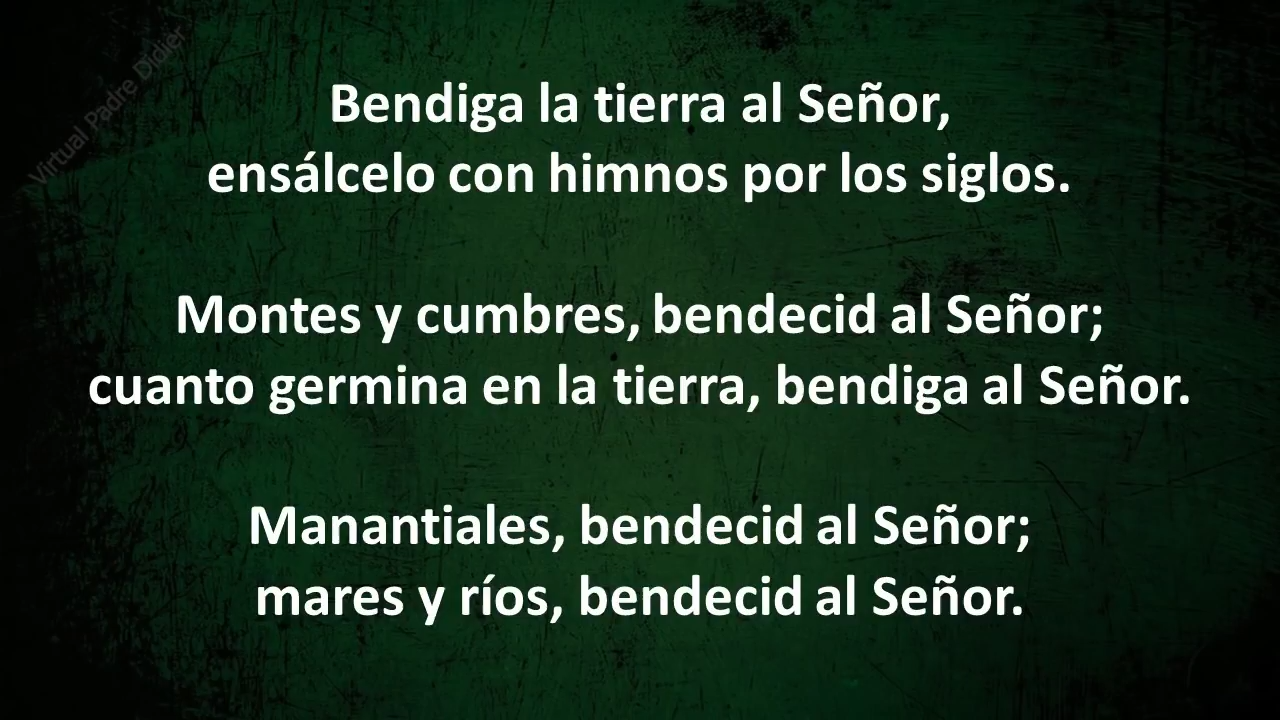 Virtual Padre Didier
Bendiga la tierra al Señor,
ensálcelo con himnos por los siglos.
Montes y cumbres, bendecid al Señor;
cuanto germina en la tierra, bendiga al Señor.
Manantiales, bendecid al Señor;
mares y ríos, bendecid al Señor.